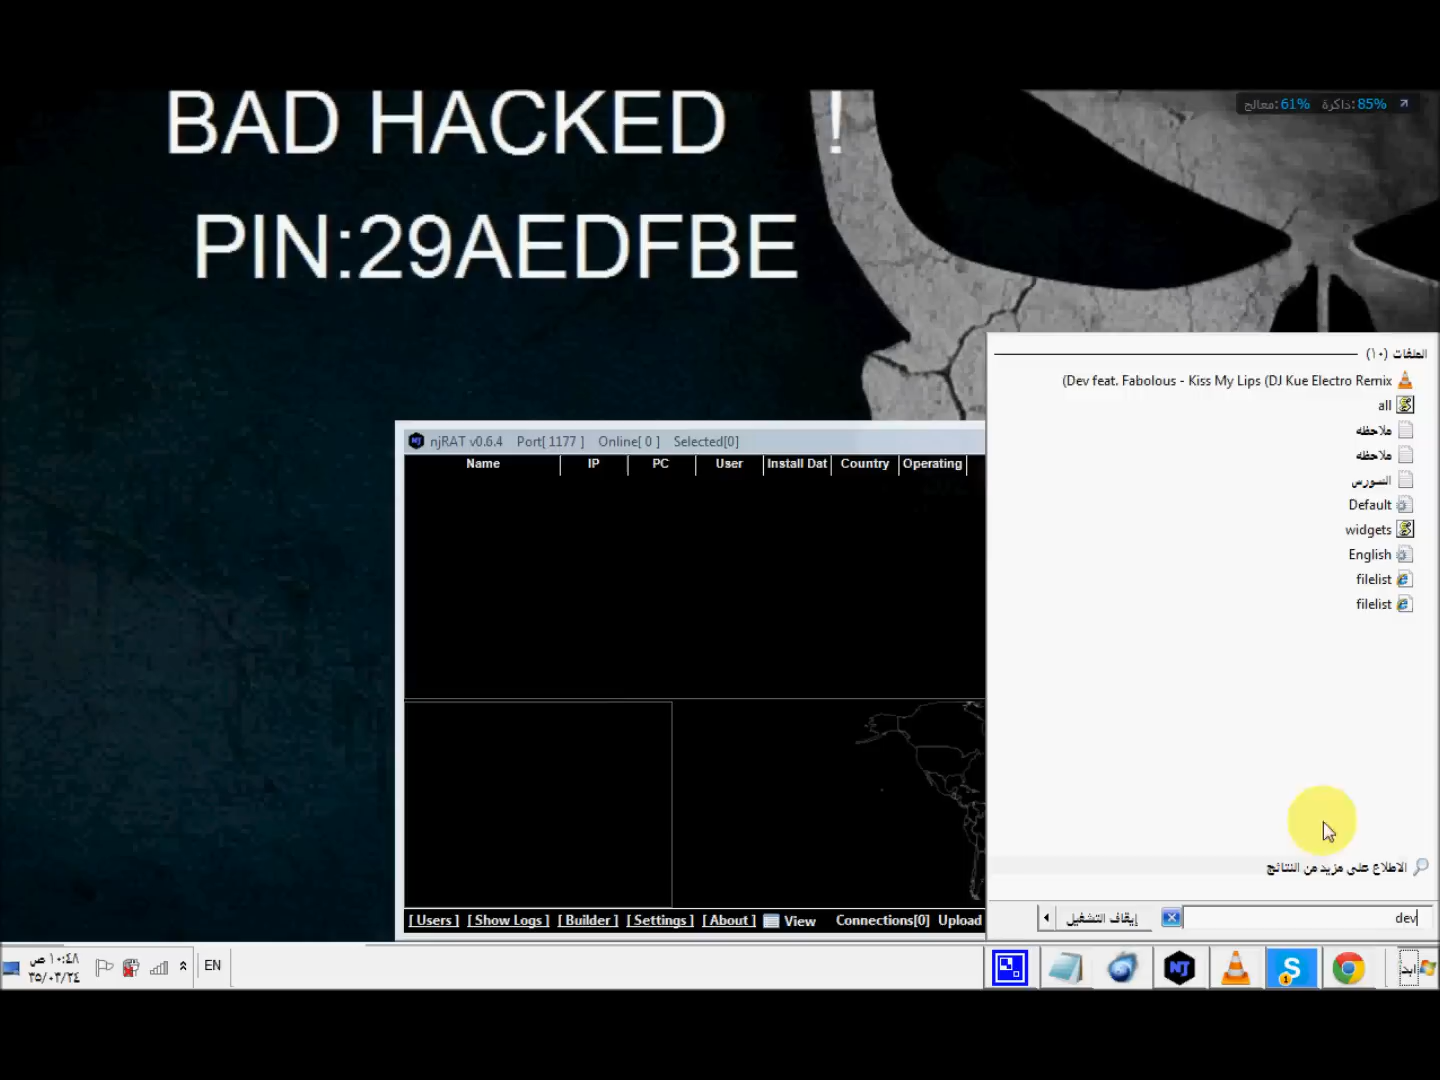 BAD HACKED !
PIN:29AEDFBE
معالج:61% ذاكرة:85%
الملفات (١٠)
(Dev feat. Fabolous - Kiss My Lips (DJ Kue Electro Remix
all
ملاحظه
ملاحظه
السورس
Default
widgets
English
filelist
filelist
الاطلاع على مزيد من النتائج
إيقاف التشغيل
dev
njRAT v0.6.4 Port[ 1177 ] Online[ 0 ] Selected[0]
Name IP PC User Install Dat Country Operating
[ Users ] [ Show Logs ] [ Builder ] [ Settings ] [ About ] View Connections[0] Upload
١٠:٤٨ ص
٣٥/٠٣/٢٤
EN
ابد